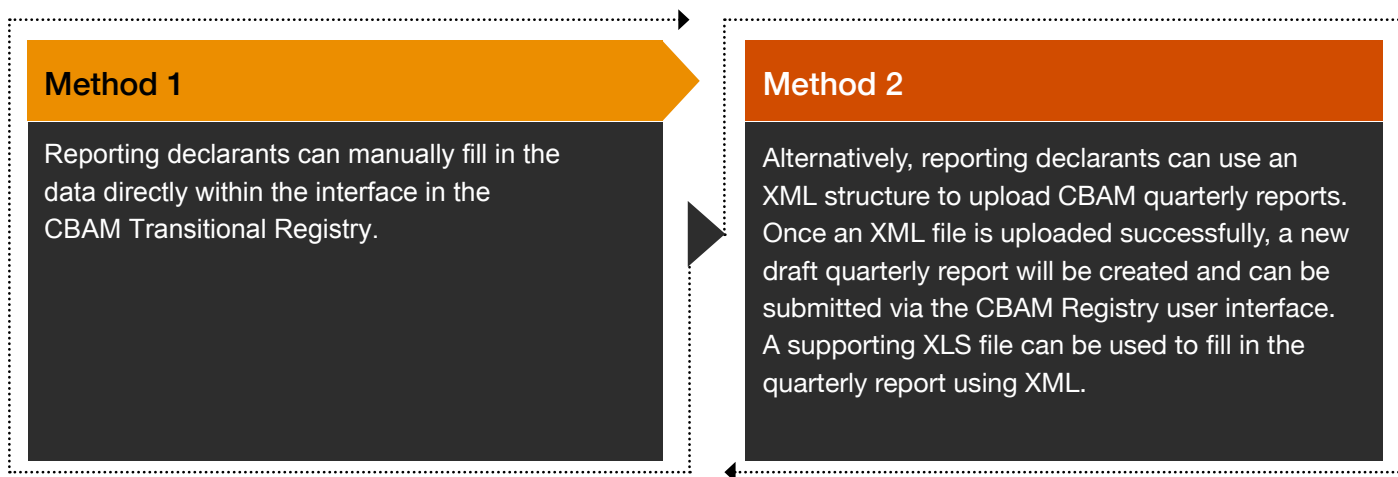 Method 1
Reporting declarants can manually fill in the
data directly within the interface in the
CBAM Transitional Registry.
Method 2
Alternatively, reporting declarants can use an
XML structure to upload CBAM quarterly reports.
Once an XML file is uploaded successfully, a new
draft quarterly report will be created and can be
submitted via the CBAM Registry user interface.
A supporting XLS file can be used to fill in the
quarterly report using XML.